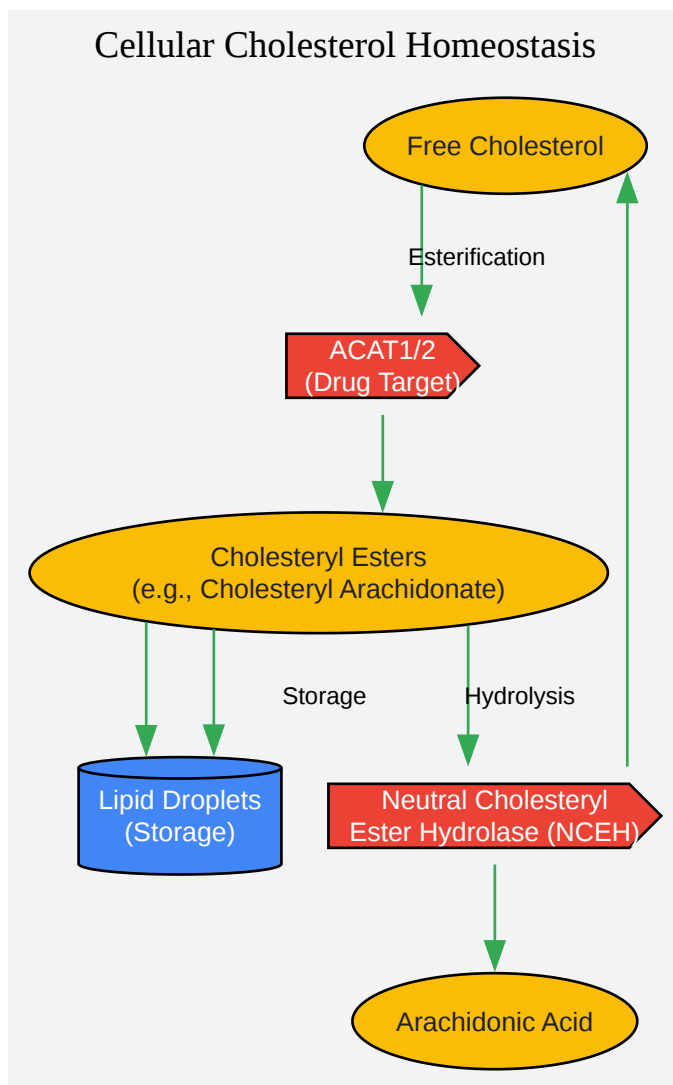 Cellular Cholesterol Homeostasis
Free Cholesterol
Esterification
ACAT1/2
(Drug Target)
Cholesteryl Esters
(e.g., Cholesteryl Arachidonate)
Storage
Hydrolysis
Lipid Droplets
(Storage)
Neutral Cholesteryl
Ester Hydrolase (NCEH)
Arachidonic Acid